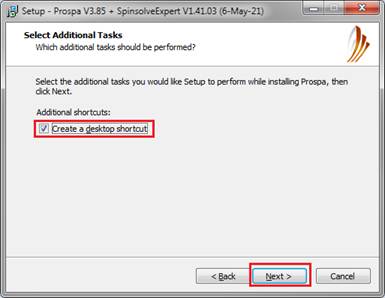 Setup - Prospa V3.85 + SpinsolveExpert V1.41.03 (6-May-21)
Select Additional Tasks
Which additional tasks should be performed?
Select the additional tasks you would like Setup to perform while installing Prospa, then
click Next.
Additional shortcuts:
Create a desktop shortcut
< Back
Next >
Cancel